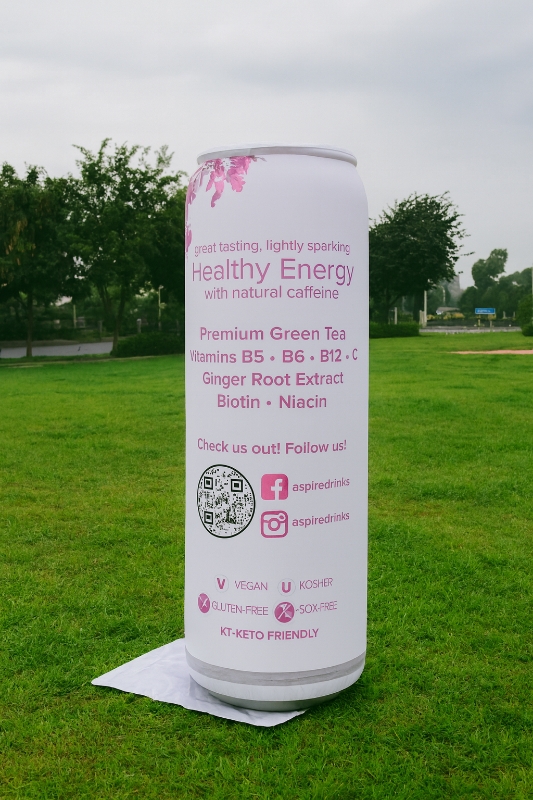 great tasting, lightly sparking
Healthy Energy
with natural caffeine
Premium Green Tea
Vitamins B5 • B6 • B12 • C
Ginger Root Extract
Biotin • Niacin
Check us out! Follow us!
aspiredrinks
aspiredrinks
V VEGAN U KOSHER
GLUTEN-FREE -SOX-FREE
KT-KETO FRIENDLY